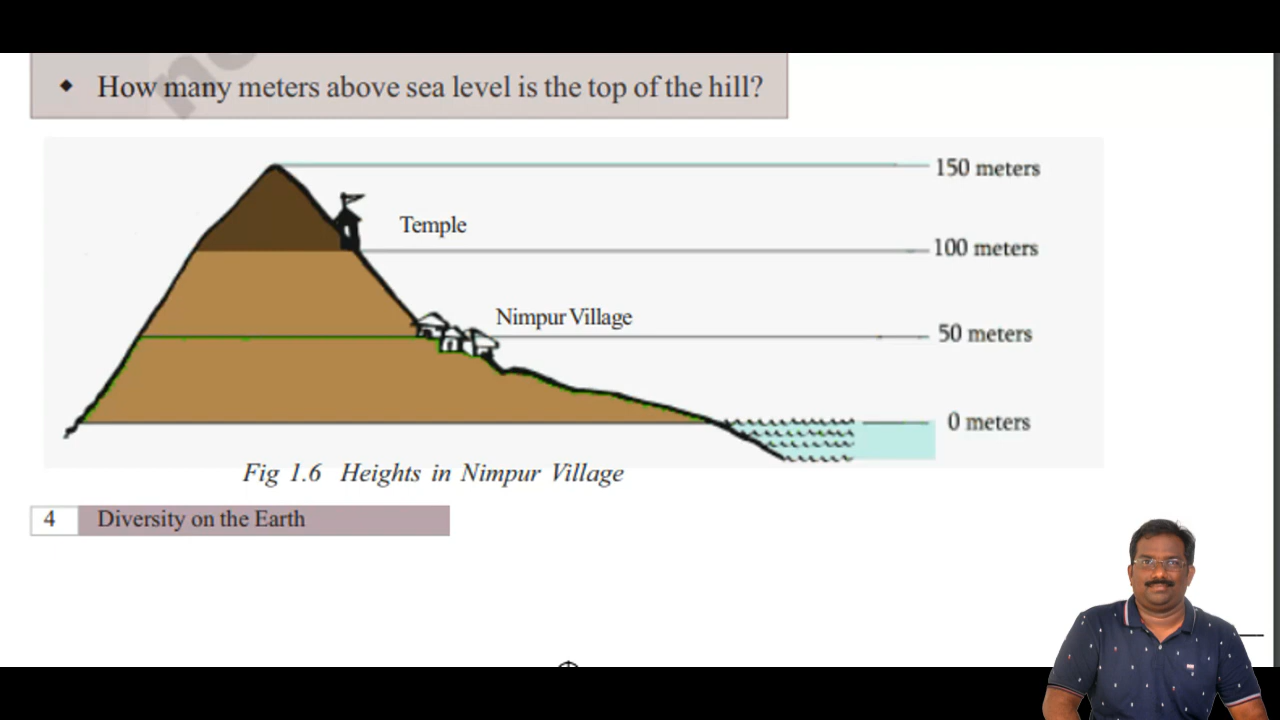 ◆ How many meters above sea level is the top of the hill?
150 meters
Temple
100 meters
Nimpur Village
50 meters
0 meters
Fig 1.6 Heights in Nimpur Village
4 Diversity on the Earth